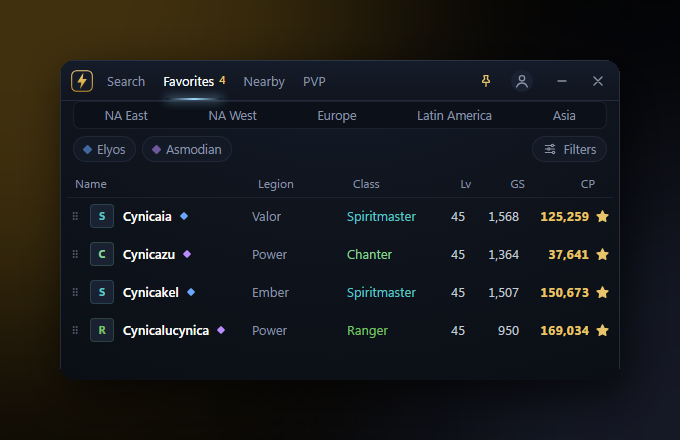 Search Favorites 4 Nearby PVP
NA East NA West Europe Latin America Asia
Elyos Asmodian Filters
Name Legion Class Lv GS CP
S Cynicaia Valor Spiritmaster 45 1,568 125,259
C Cynicazu Power Chanter 45 1,364 37,641
S Cynicakel Ember Spiritmaster 45 1,507 150,673
R Cynicalucynica Power Ranger 45 950 169,034